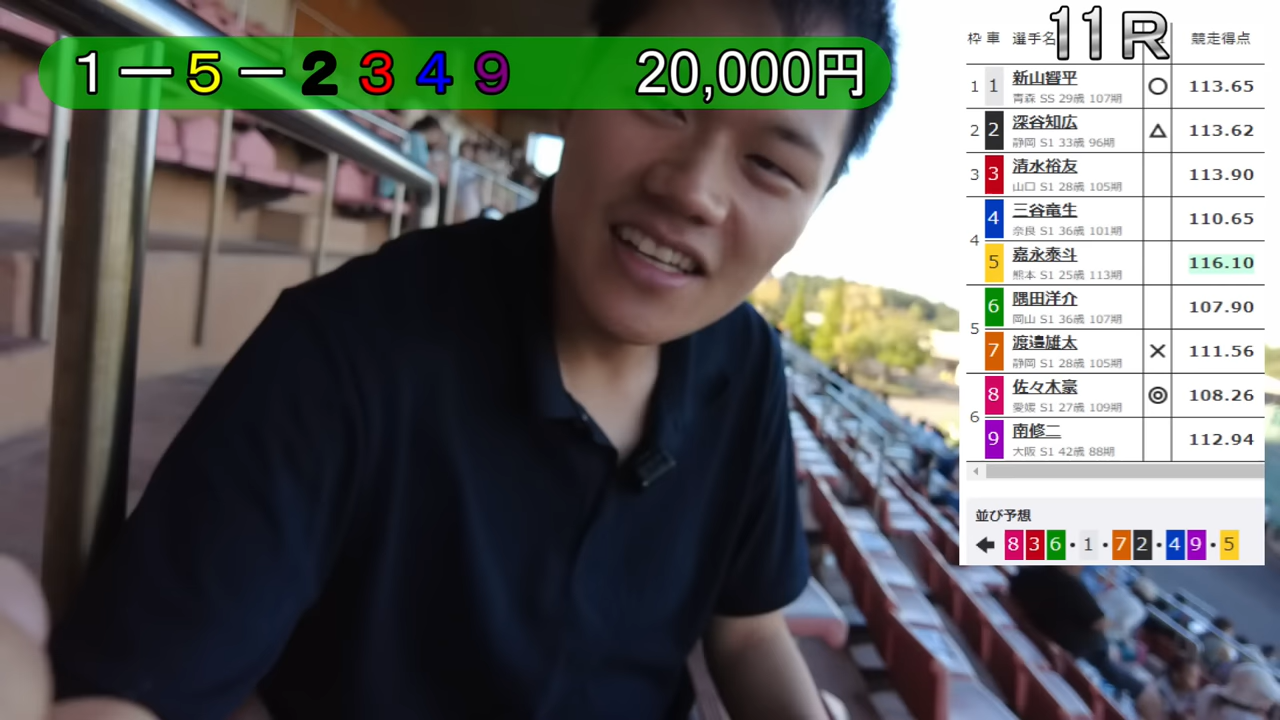 1－5－2 3 4 9 20,000円
11R
枠 車 選手名 競走得点
1 1 新山響平 ○ 113.65
青森 SS 29歳 107期
2 2 深谷知広 △ 113.62
静岡 S1 33歳 96期
3 3 清水裕友 113.90
山口 S1 28歳 105期
4 4 三谷竜生 110.65
奈良 S1 36歳 101期
5 嘉永泰斗 116.10
熊本 S1 25歳 113期
5 6 隅田洋介 107.90
岡山 S1 36歳 107期
7 渡邉雄太 × 111.56
静岡 S1 28歳 105期
6 8 佐々木豪 ◎ 108.26
愛媛 S1 27歳 109期
9 南修二 112.94
大阪 S1 42歳 88期
並び予想
← 8 3 6・1・7 2・4 9・5